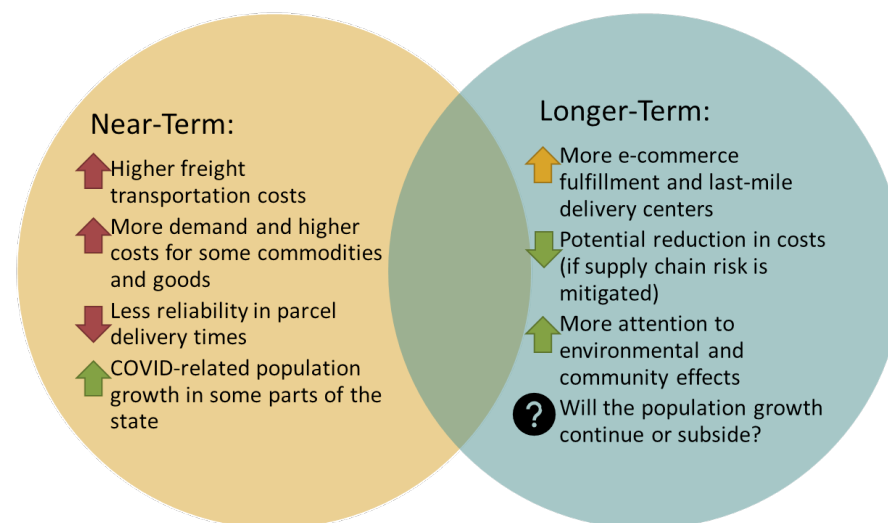 Near-Term:
Higher freight
transportation costs
More demand and higher
costs for some commodities
and goods
Less reliability in parcel
delivery times
COVID-related population
growth in some parts of the
state
Longer-Term:
More e-commerce
fulfillment and last-mile
delivery centers
Potential reduction in costs
(if supply chain risk is
mitigated)
More attention to
environmental and
community effects
?
Will the population growth
continue or subside?